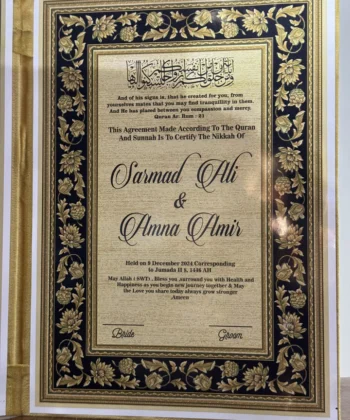 And of his signs is, that he created for you, from
yourselves mates that you may find tranquillity in them.
And He has placed between you compassion and mercy.
Quran Ar. Rum - 21
This Agreement Made According To The Quran
And Sunnah Is To Certify The Nikkah Of
Sarmad Ali
&
Amna Amir
Held on 8 December 2024 Corresponding
to Jumada II 6, 1446 AH
May Allah ( SWT) , Bless you ,surround you with Health and
Happiness as you begin new journey together & May
the Love you share today always grow stronger
.Ameen
Bride
Groom